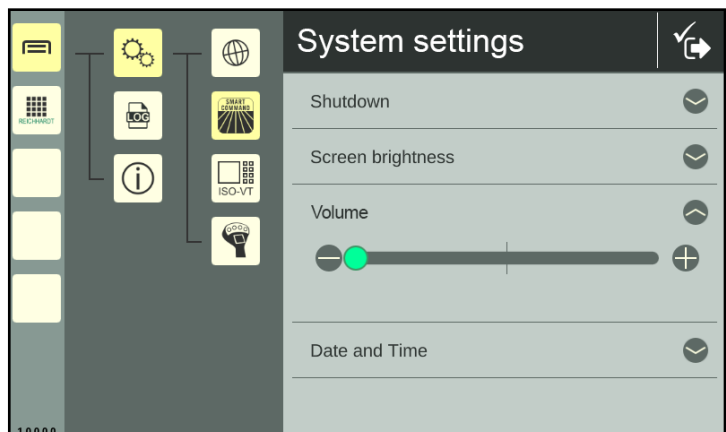 System settings
REICHHARDT
LOG
SMART
COMMAND
ISO-VT
Shutdown
Screen brightness
Volume
Date and Time